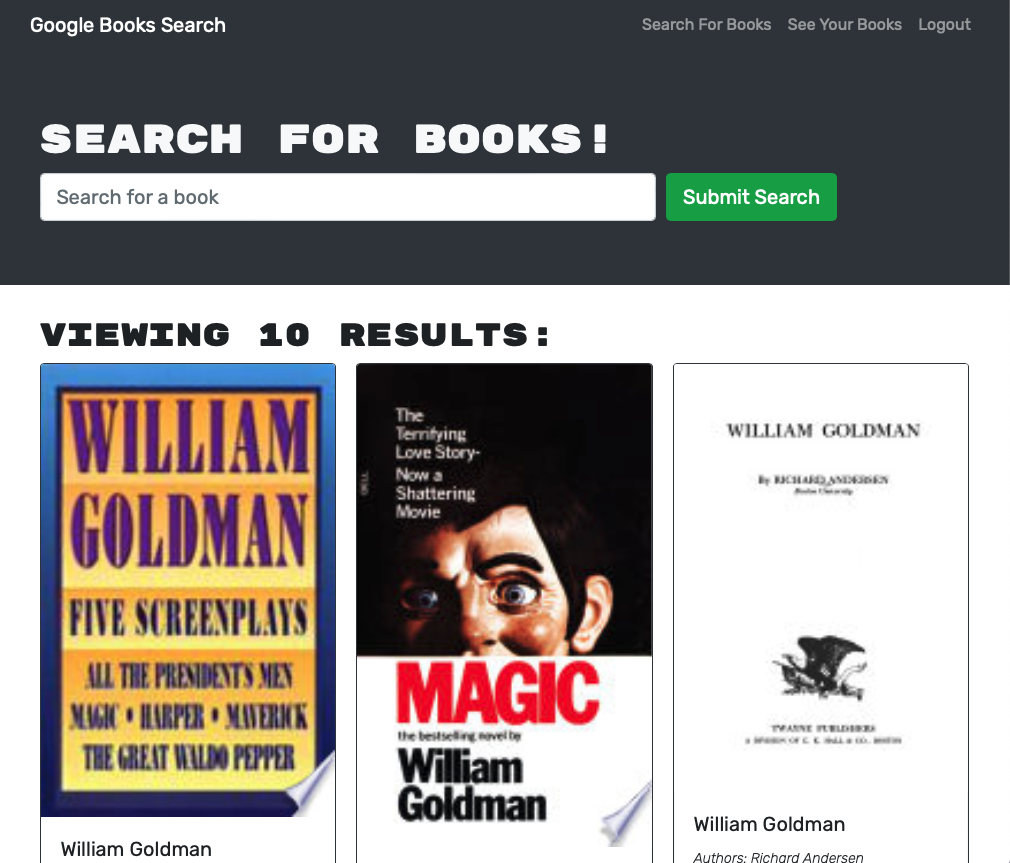 Google Books Search
Search For Books See Your Books Logout
SEARCH FOR BOOKS!
Search for a book
Submit Search
VIEWING 10 RESULTS:
WILLIAM
GOLDMAN
FIVE SCREENPLAYS
ALL THE PRESIDENT'S MEN
MAGIC • HARPER • MAVERICK
THE GREAT WALDO PEPPER
William Goldman
The
Terrifying
Love Story-
Now a
Shattering
Movie
DELL
MAGIC
the bestselling novel by
William
Goldman
WILLIAM GOLDMAN
By RICHARD ANDERSEN
Boston University
TWAYNE PUBLISHERS
A DIVISION OF G. K. HALL & CO., BOSTON
William Goldman
Authors: Richard Andersen